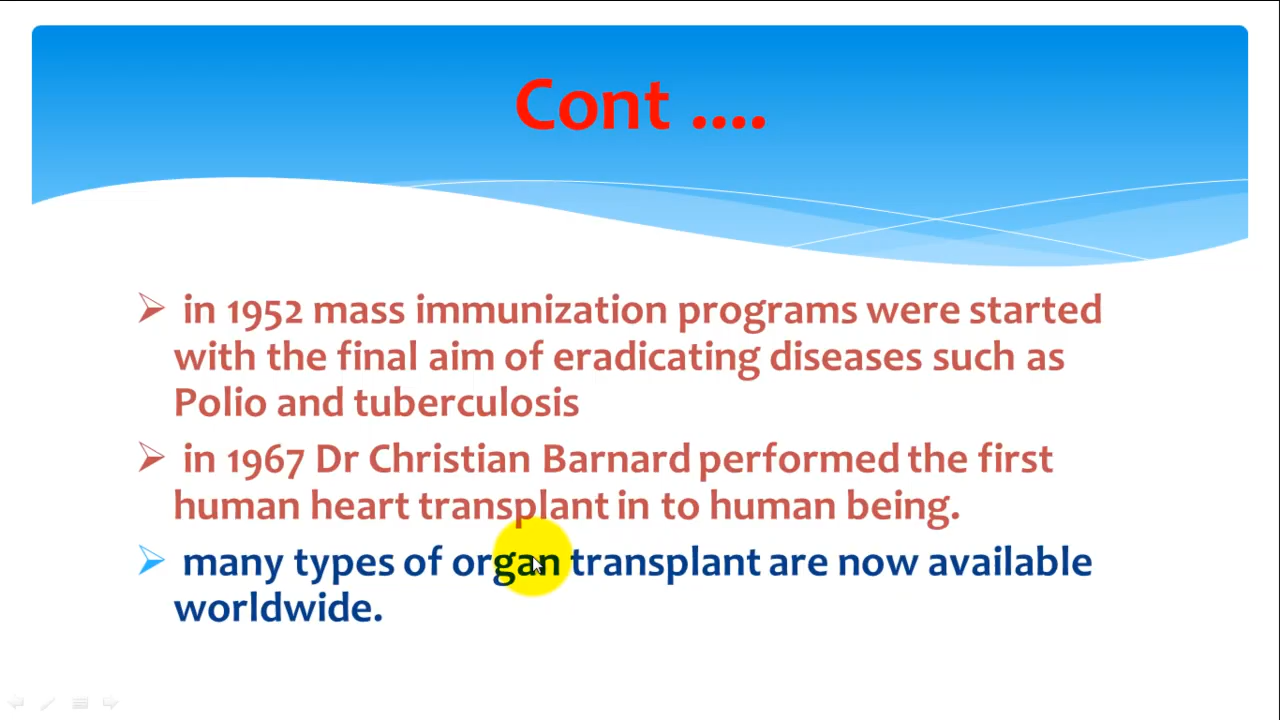 Cont ....
in 1952 mass immunization programs were started
with the final aim of eradicating diseases such as
Polio and tuberculosis
in 1967 Dr Christian Barnard performed the first
human heart transplant in to human being.
many types of organ transplant are now available
worldwide.